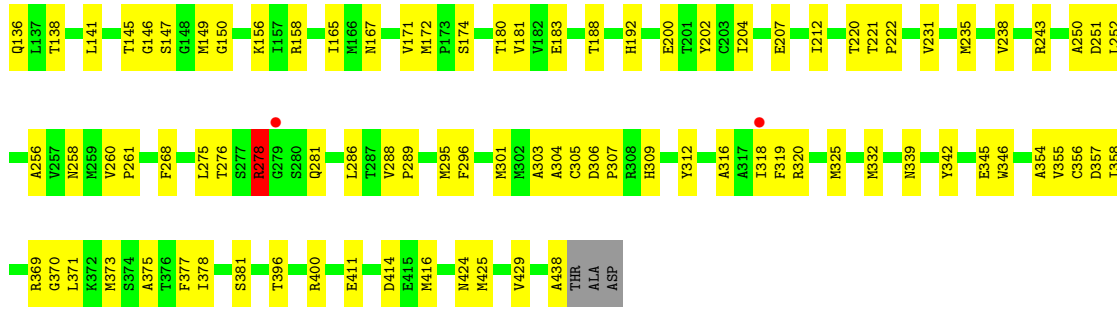 Q136 L137 T138 L141 T145 G146 S147 G148 M149 G150 K156 I157 R158 I165 M166 N167 V171 M172 P173 S174 T180 V181 V182 E183 T188 H192 E200 T201 Y202 C203 I204 E207 I212 T220 T221 P222 V231 M235 V238 R243 A250 D251 L252
A256 V257 N258 M259 V260 P261 F268 L275 T276 S277 R278 G279 S280 Q281 L286 T287 V288 P289 M295 F296 M301 M302 A303 A304 C305 D306 P307 R308 H309 Y312 A316 A317 I318 F319 R320 M325 M332 N339 Y342 E345 W346 A354 V355 C356 D357 I358
R369 G370 L371 K372 M373 S374 A375 T376 F377 I378 S381 T396 R400 E411 D414 E415 M416 N424 M425 V429 A438 THR ALA ASP